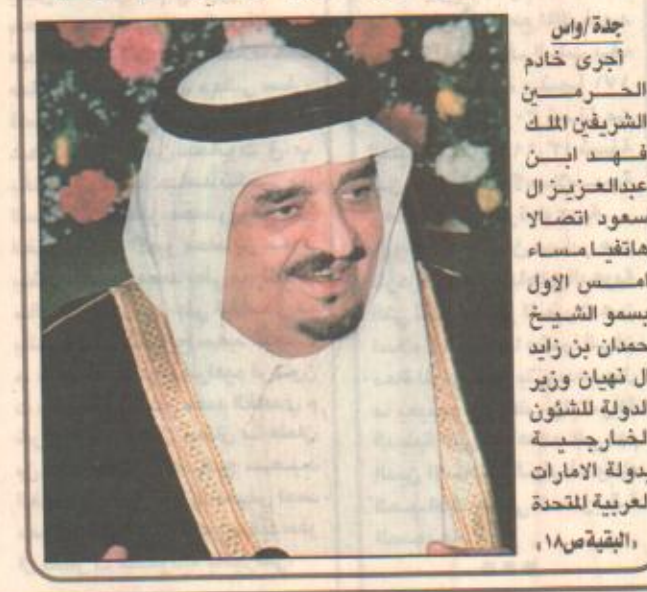 جدة/واس
أجرى خادم
الحرمين
الشريفين الملك
فهد ابن
عبدالعزيز ال
سعود اتصالا
هاتفيا مساء
امس الاول
بسمو الشيخ
حمدان بن زايد
ال نهيان وزير
الدولة للشئون
الخارجية
بدولة الامارات
العربية المتحدة
«البقية ص١٨»